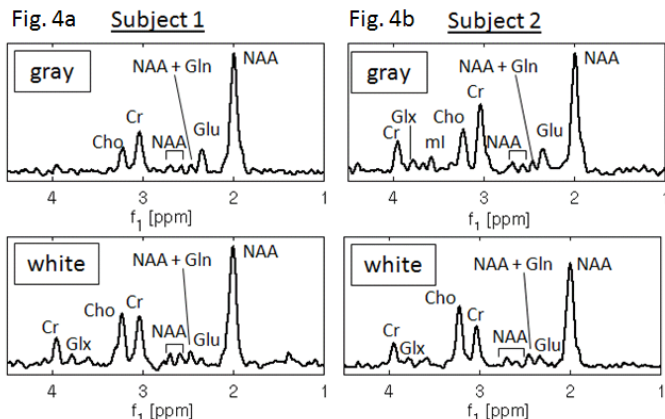 Fig. 4a Subject 1
gray
NAA + Gln
NAA
Cho
Cr
NAA
Glu
4 3 2 1
f1 [ppm]
white
NAA + Gln
NAA
Cr
Glx
Cho
Cr
NAA
Glu
4 3 2 1
f1 [ppm]
Fig. 4b Subject 2
gray
NAA + Gln
NAA
Cr
Glx
mI
Cho
Cr
NAA
Glu
4 3 2 1
f1 [ppm]
white
NAA + Gln
NAA
Cr
Glx
Cho
Cr
NAA
Glu
4 3 2 1
f1 [ppm]